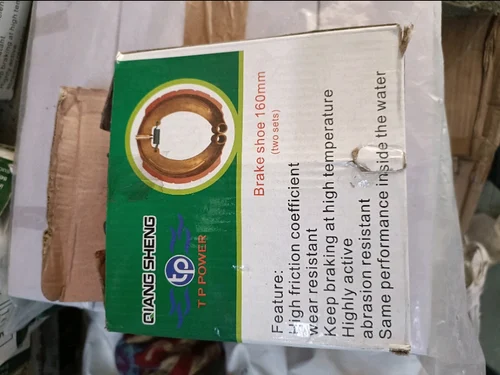 QIANG SHENG
tp
T P POWER
Brake shoe 160mm
(two sets)
Feature:
High friction coefficient
wear resistant
Keep braking at high temperature
Highly active
abrasion resistant
Same performance inside the water